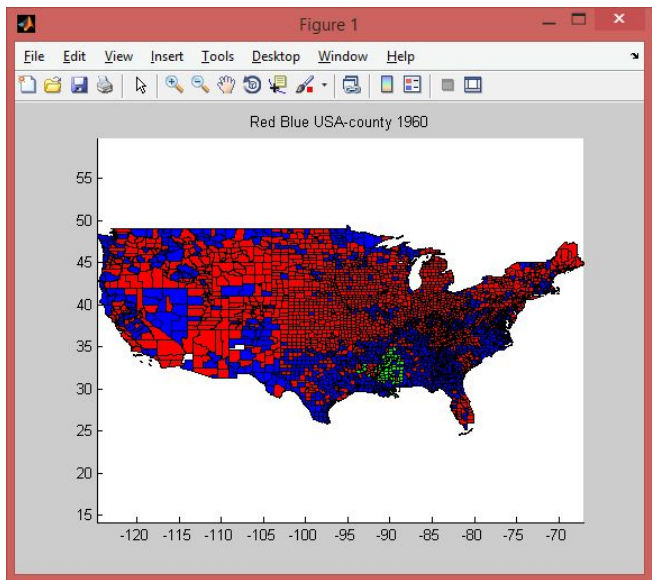 Figure 1
File Edit View Insert Tools Desktop Window Help
Red Blue USA-county 1960
55
50
45
40
35
30
25
20
15
-120 -115 -110 -105 -100 -95 -90 -85 -80 -75 -70